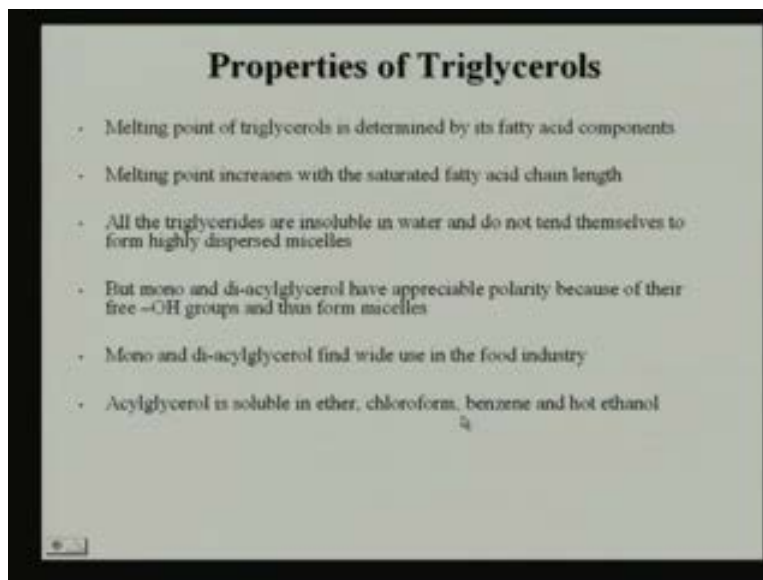 Properties of Triglycerols
Melting point of triglycerols is determined by its fatty acid components
Melting point increases with the saturated fatty acid chain length
All the triglycerides are insoluble in water and do not tend themselves to
form highly dispersed micelles
But mono and di-acylglycerol have appreciable polarity because of their
free –OH groups and thus form micelles
Mono and di-acylglycerol find wide use in the food industry
Acylglycerol is soluble in ether, chloroform, benzene and hot ethanol